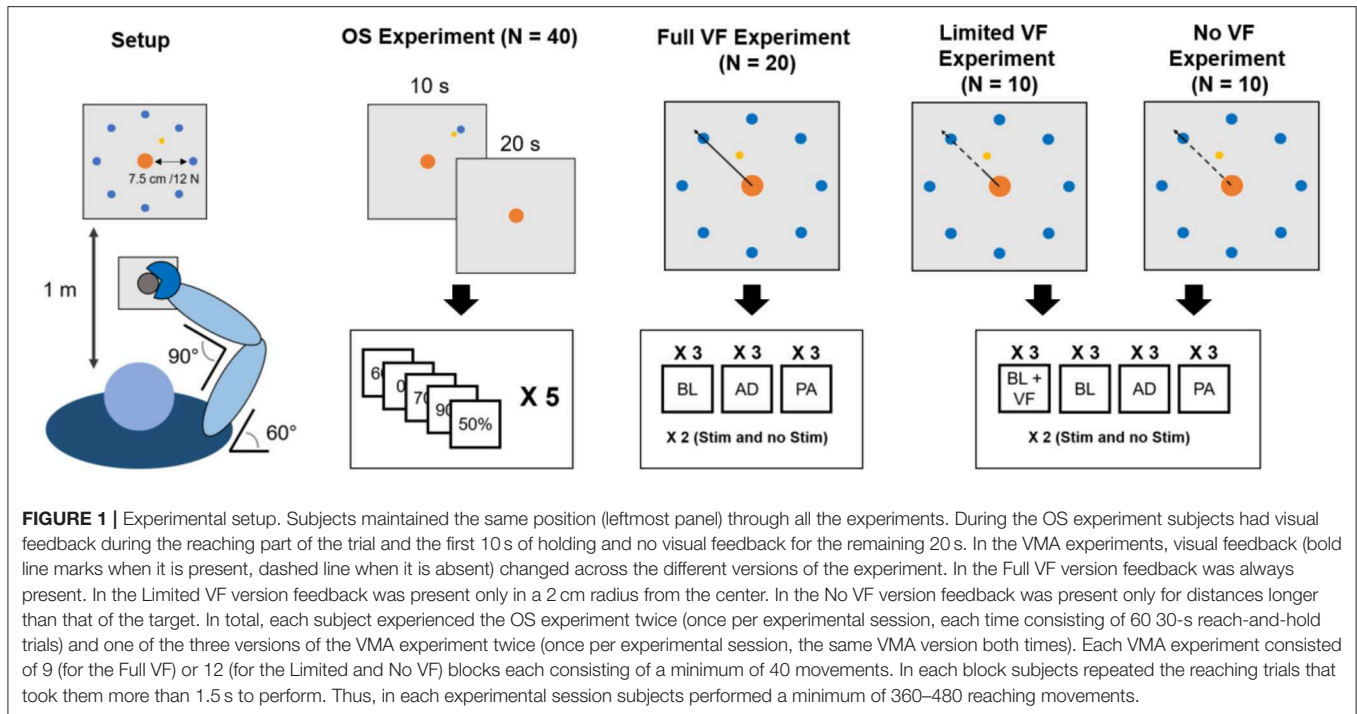 Setup
7.5 cm /12 N
1 m
90°
60°
OS Experiment (N = 40)
10 s
20 s
50%
X 5
Full VF Experiment
(N = 20)
X 3 X 3 X 3
BL AD PA
X 2 (Stim and no Stim)
Limited VF
Experiment
(N = 10)
No VF
Experiment
(N = 10)
X 3 X 3 X 3 X 3
BL +
VF BL AD PA
X 2 (Stim and no Stim)
FIGURE 1 | Experimental setup. Subjects maintained the same position (leftmost panel) through all the experiments. During the OS experiment subjects had visual
feedback during the reaching part of the trial and the first 10 s of holding and no visual feedback for the remaining 20 s. In the VMA experiments, visual feedback (bold
line marks when it is present, dashed line when it is absent) changed across the different versions of the experiment. In the Full VF version feedback was always
present. In the Limited VF version feedback was present only in a 2 cm radius from the center. In the No VF version feedback was present only for distances longer
than that of the target. In total, each subject experienced the OS experiment twice (once per experimental session, each time consisting of 60 30-s reach-and-hold
trials) and one of the three versions of the VMA experiment twice (once per experimental session, the same VMA version both times). Each VMA experiment consisted
of 9 (for the Full VF) or 12 (for the Limited and No VF) blocks each consisting of a minimum of 40 movements. In each block subjects repeated the reaching trials that
took them more than 1.5 s to perform. Thus, in each experimental session subjects performed a minimum of 360–480 reaching movements.